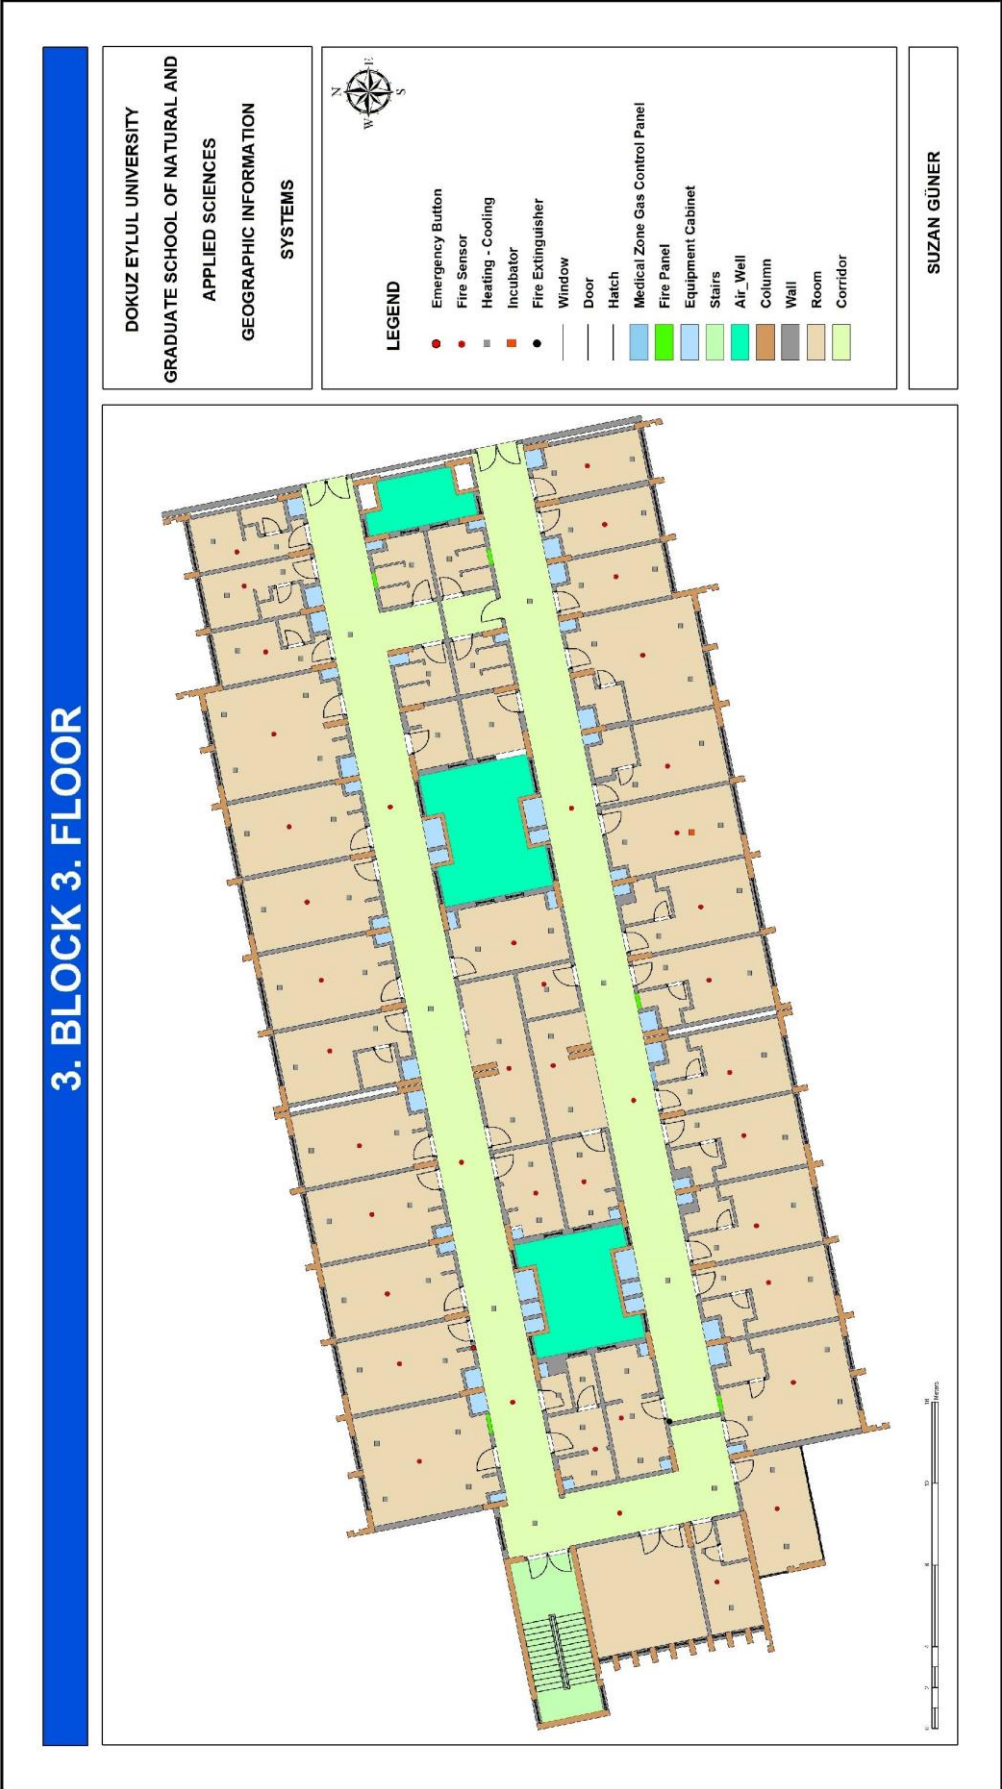 3. BLOCK 3. FLOOR
DOKUZ EYLUL UNIVERSITY
GRADUATE SCHOOL OF NATURAL AND
APPLIED SCIENCES
GEOGRAPHIC INFORMATION
SYSTEMS
N
W
E
S
LEGEND
Emergency Button
Fire Sensor
Heating - Cooling
Incubator
Fire Extinguisher
Window
Door
Hatch
Medical Zone Gas Control Panel
Fire Panel
Equipment Cabinet
Stairs
Air_Well
Column
Wall
Room
Corridor
SUZAN GÜNER
Meters